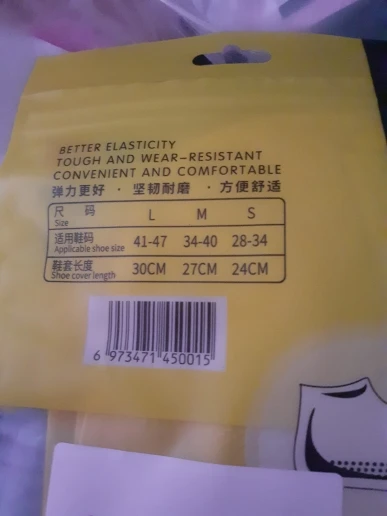 BETTER ELASTICITY
TOUGH AND WEAR-RESISTANT
CONVENIENT AND COMFORTABLE
弹力更好 · 坚韧耐磨 · 方便舒适
尺 码 L M S
Size
适用鞋码 41-47 34-40 28-34
Applicable shoe size
鞋套长度 30CM 27CM 24CM
Shoe cover length
6 973471 450015